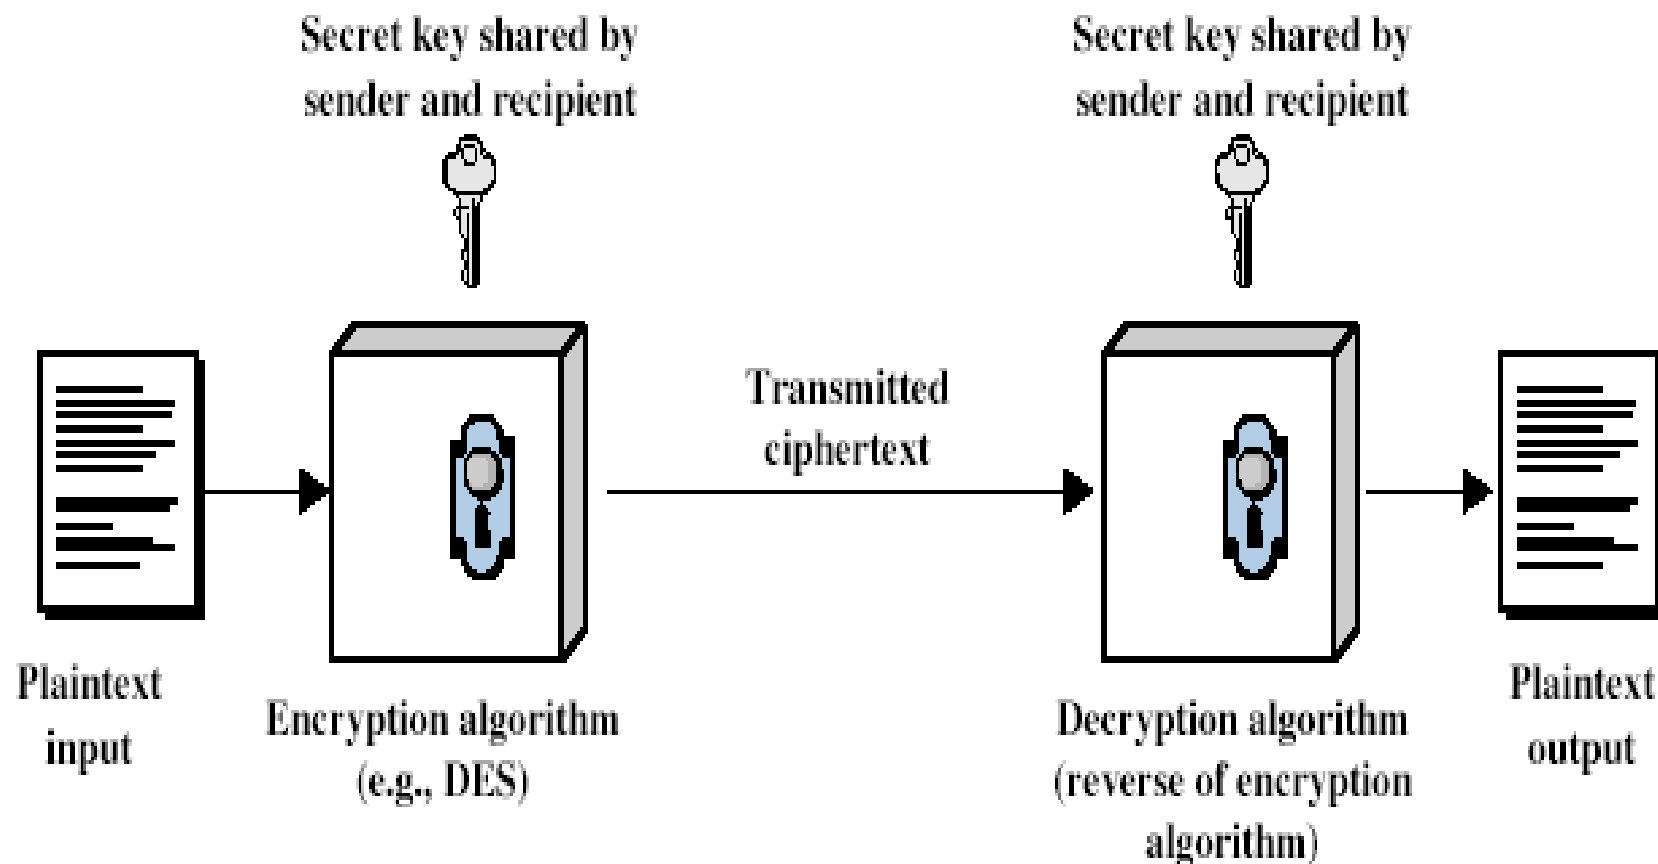 Secret key shared by
sender and recipient
Secret key shared by
sender and recipient
Transmitted
ciphertext
Plaintext
input
Encryption algorithm
(e.g., DES)
Decryption algorithm
(reverse of encryption
algorithm)
Plaintext
output